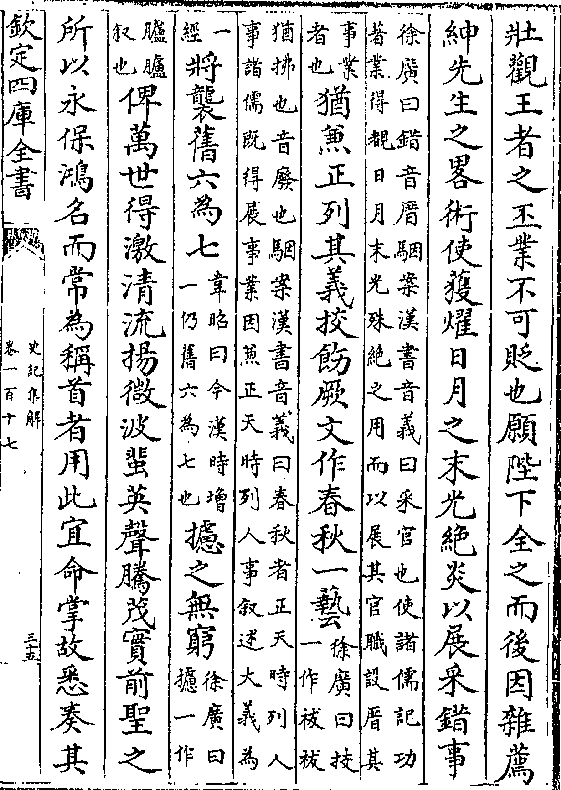 壯觀王者之丕業不可貶也願陛下全之而後因雜薦
紳先生之畧術使獲燿日月之末光絶炎以展采錯事
徐廣曰錯音厝駰案漢書音義曰采官也使諸儒記功
著業得覩日月末光殊絶之用而以展其官職設厝其
事業
者也
猶兼正列其義挍飭厥文作春秋一藝
徐廣曰挍
一作祓祓
猶拂也音廢也駰案漢書音義曰春秋者正天時列人
事諸儒既得展事業因兼正天時列人事叙述大義為
一
經
將襲舊六為七
韋昭曰今漢時增
一仍舊六為七也
攄之無窮
徐廣曰
攄一作
臚臚
叙也
俾萬世得激清流揚微波蜚英聲騰茂實前聖之
所以永保鴻名而常為稱首者用此宜命掌故悉奏其
欽定四庫全書
史記集解
卷一百十七
三十五